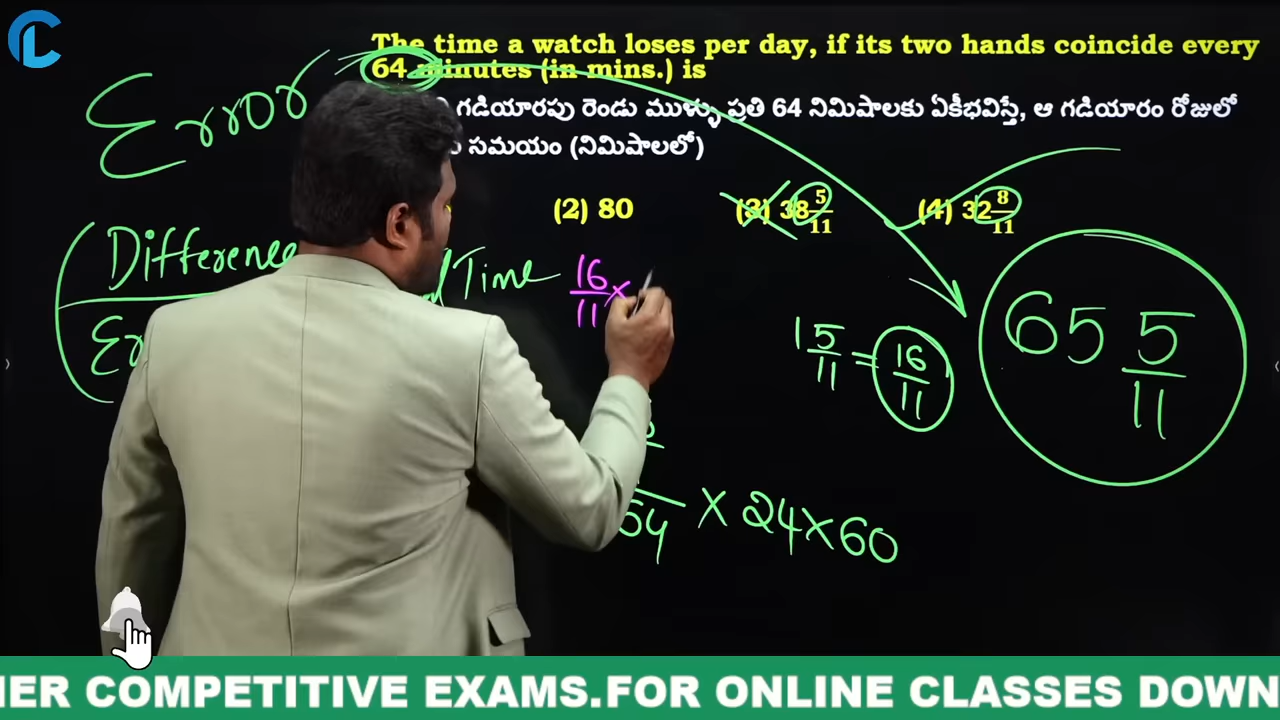 The time a watch loses per day, if its two hands coincide every
64 minutes (in mins.) is
గడియారపు రెండు ముళ్ళు ప్రతి 64 నిమిషాలకు ఏకీభవిస్తే, ఆ గడియారం రోజులో
సమయం (నిమిషాలలో)
(2) 80 (3) 38 5/11 (4) 32 8/11
Error
Difference
Time 16/11 ×
1 5/11 = 16/11
65 5/11
× 24×60
CL
COMPETITIVE EXAMS.FOR ONLINE CLASSES DOWN